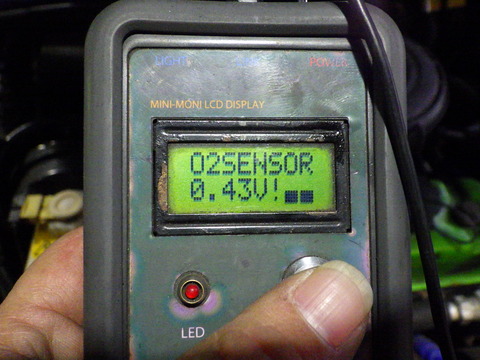 LIGHT POWER
MINI-MONI LCD DISPLAY
O2SENSOR
0.43V!
LED